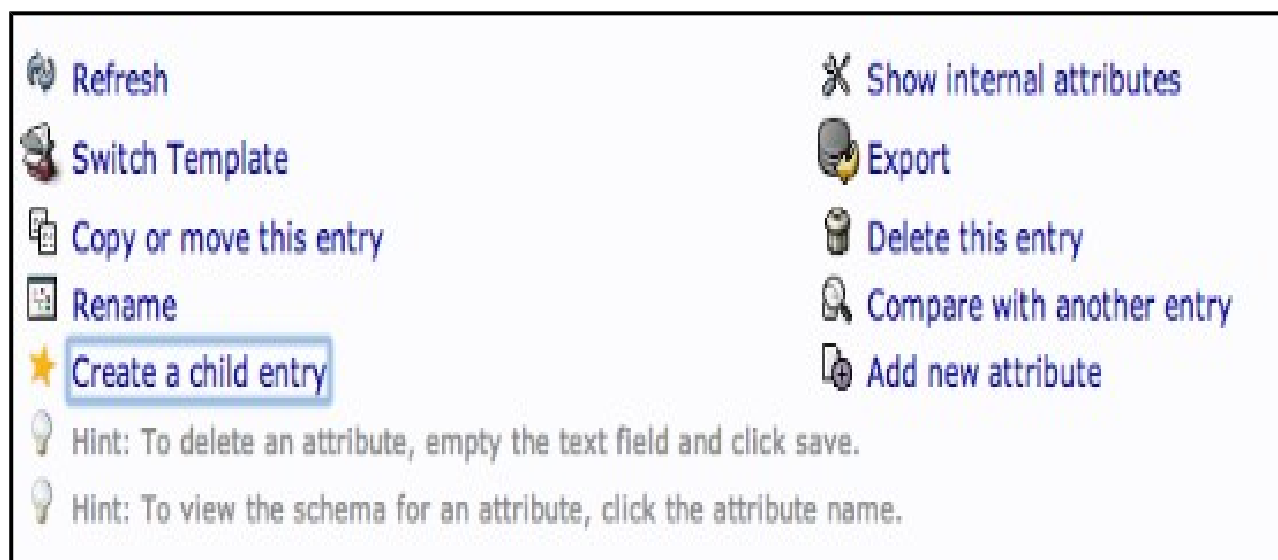 Refresh
Show internal attributes
Switch Template
Export
Copy or move this entry
Delete this entry
Rename
Compare with another entry
Create a child entry
Add new attribute
Hint: To delete an attribute, empty the text field and click save.
Hint: To view the schema for an attribute, click the attribute name.